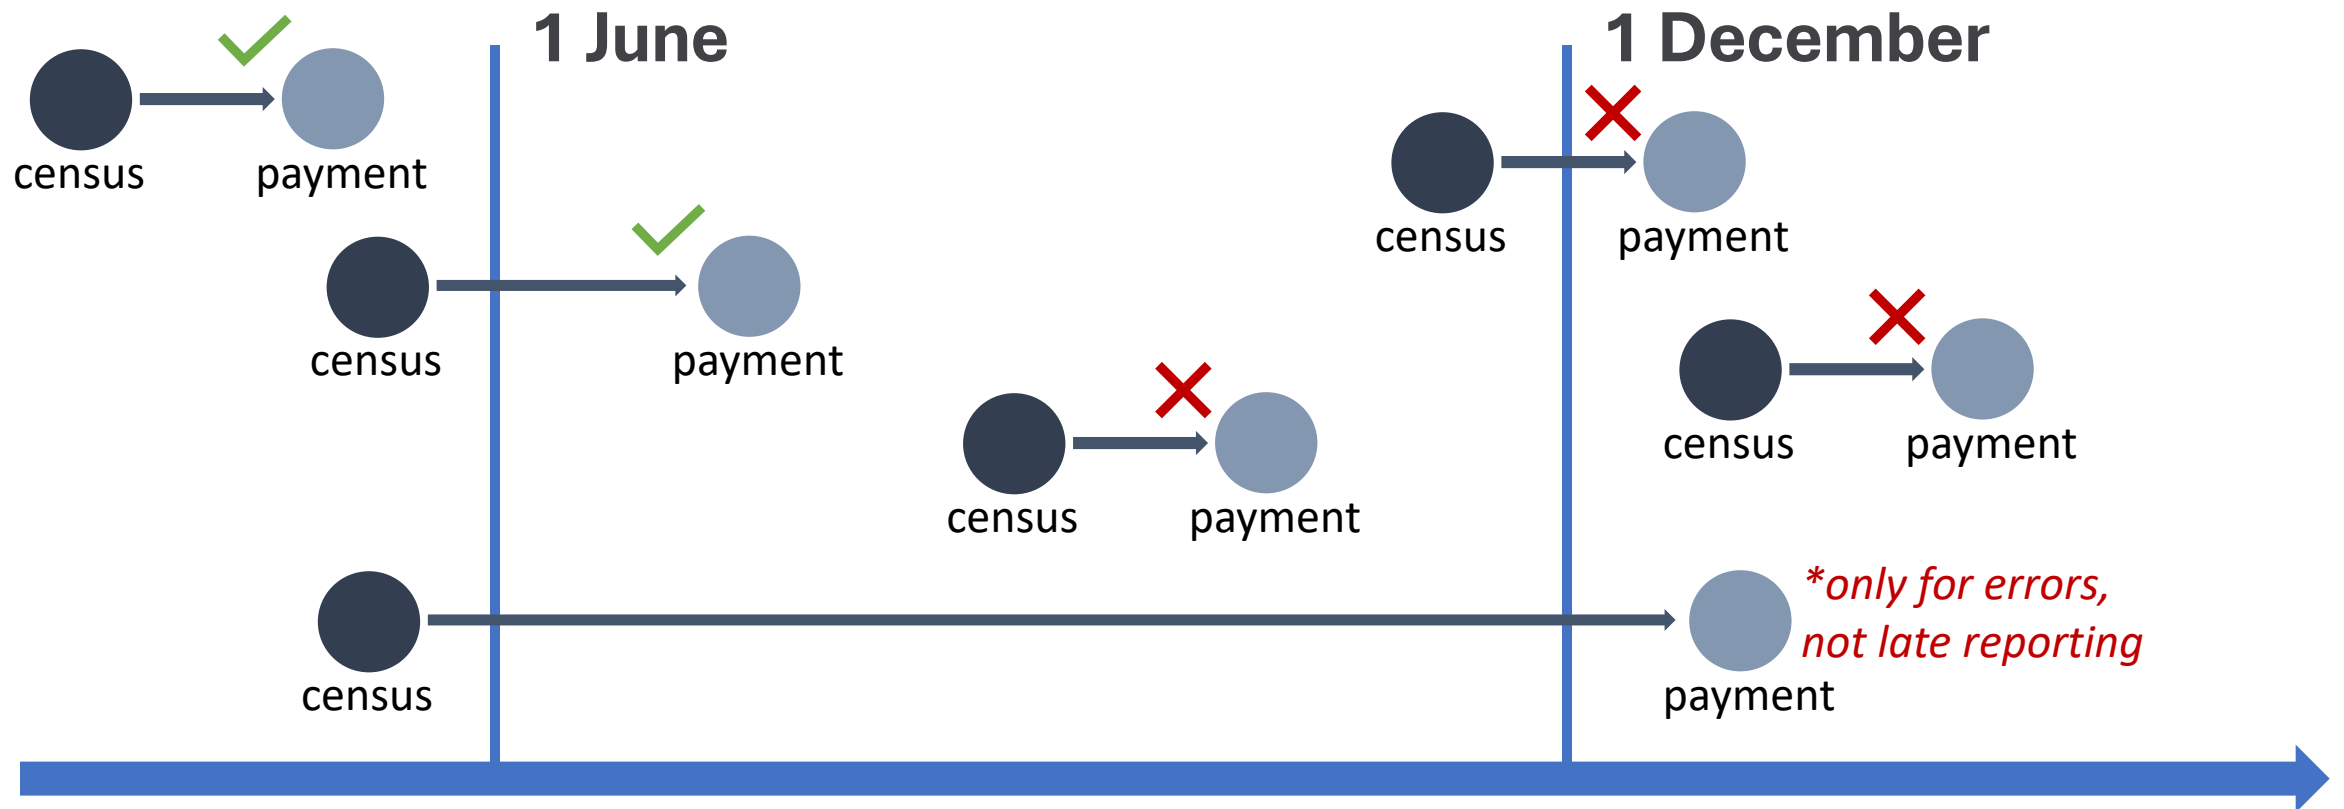 1 June
1 December
census
payment
census
payment
census
payment
census
payment
census
payment
*only for errors,
not late reporting
census
payment